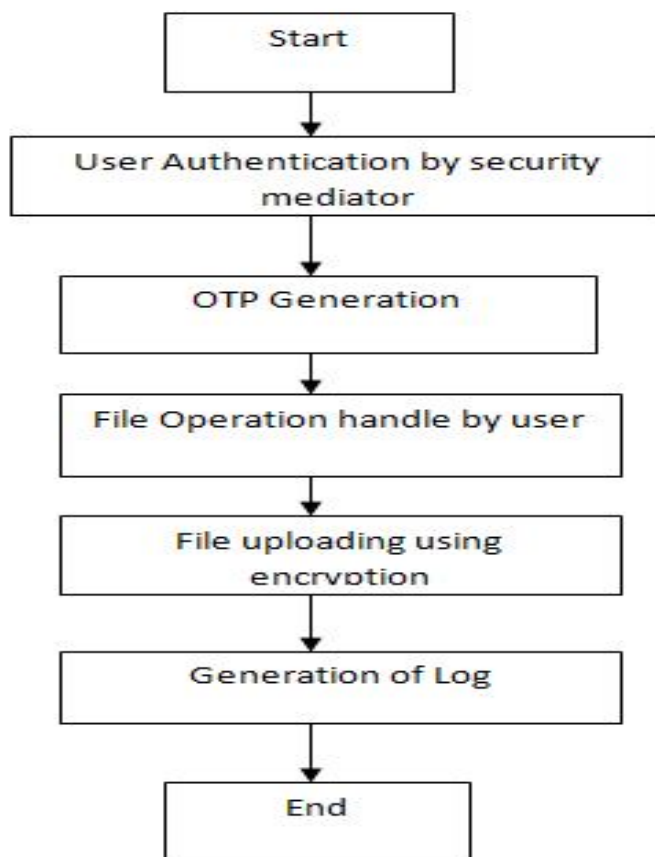 Start
User Authentication by security
mediator
OTP Generation
File Operation handle by user
File uploading using
encryption
Generation of Log
End